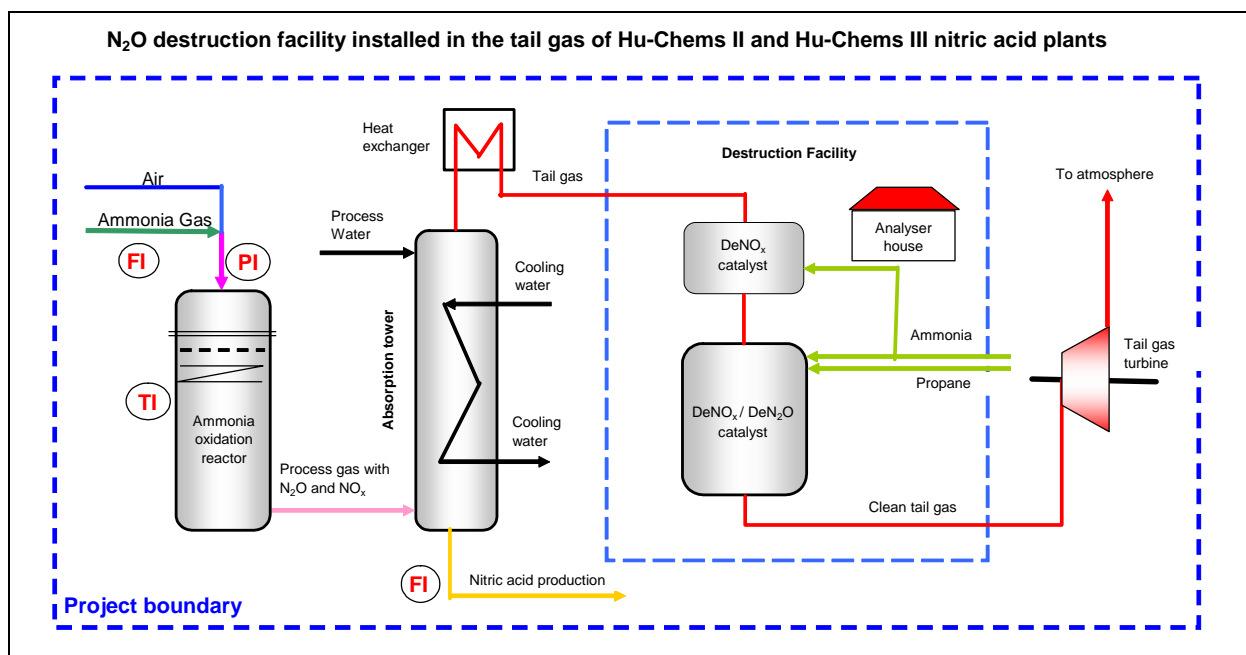 N₂O destruction facility installed in the tail gas of Hu-Chems II and Hu-Chems III nitric acid plants
Heat
exchanger
Destruction Facility
Air
Tail gas
To atmosphere
Ammonia Gas
Process
Water
Analyser
house
DeNOₓ
catalyst
FI
PI
Cooling
water
Absorption tower
Ammonia
Tail gas
turbine
Propane
TI
DeNOₓ / DeN₂O
catalyst
Ammonia
oxidation
reactor
Cooling
water
Process gas with
N₂O and NOₓ
Clean tail gas
FI
Nitric acid production
Project boundary